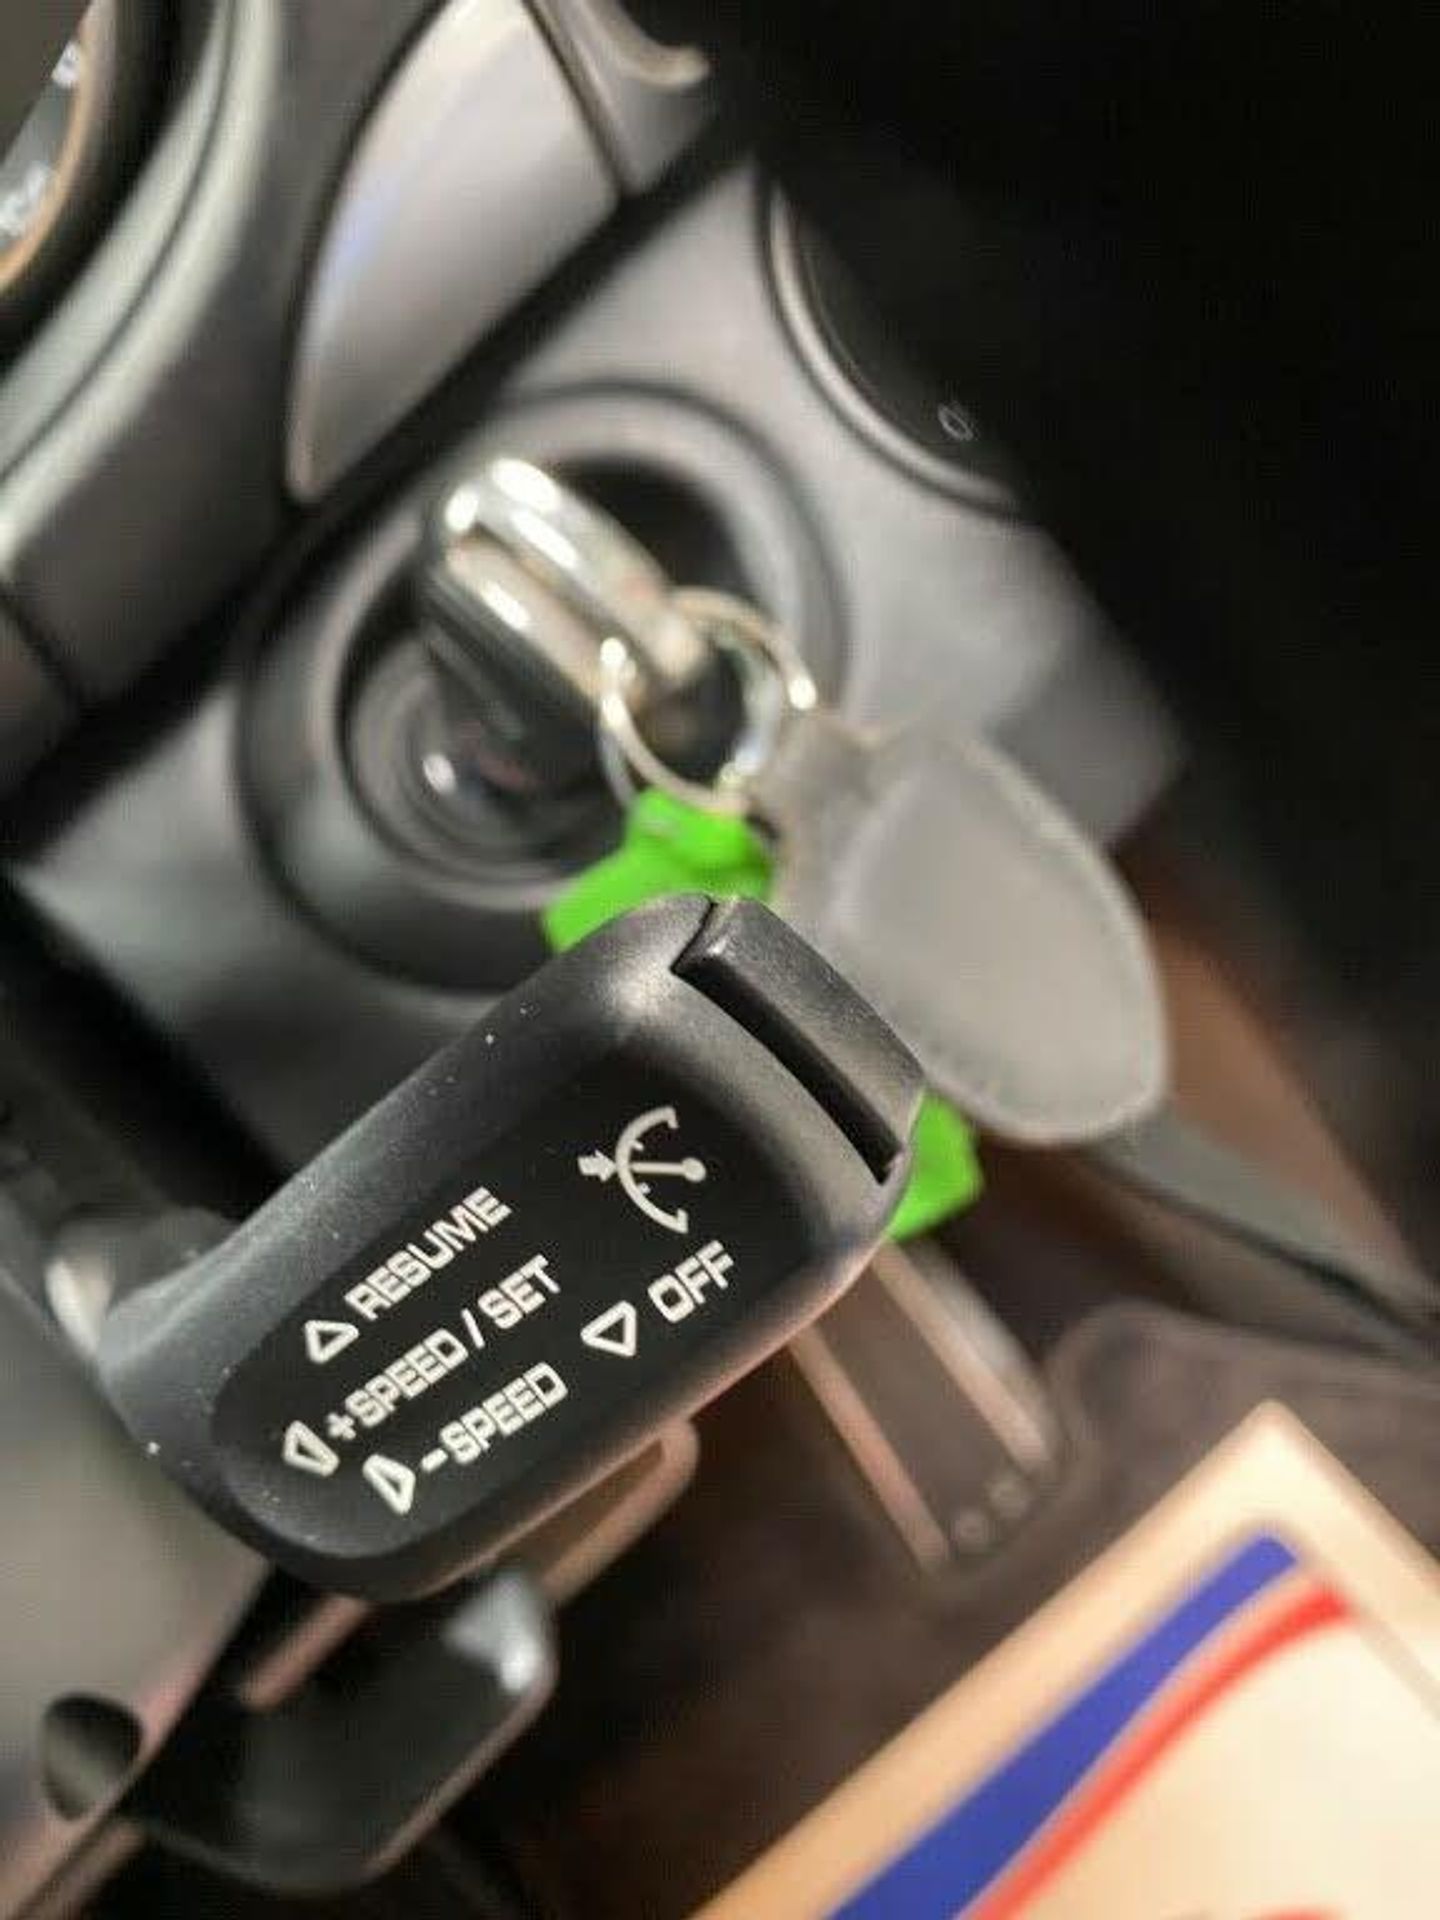 RESUME
+SPEED / SET
-SPEED
OFF